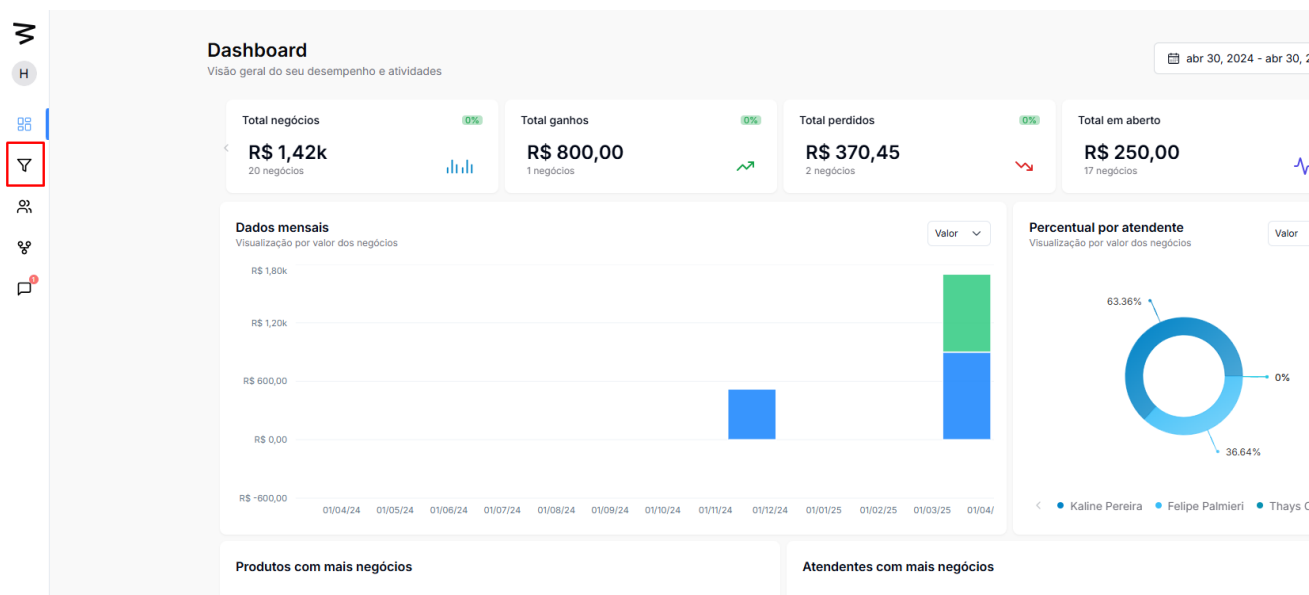 H
Dashboard
Visão geral do seu desempenho e atividades
abr 30, 2024 - abr 30, 2
Total negócios
0%
R$ 1,42k
20 negócios
Total ganhos
0%
R$ 800,00
1 negócios
Total perdidos
0%
R$ 370,45
2 negócios
Total em aberto
R$ 250,00
17 negócios
1
Dados mensais
Visualização por valor dos negócios
Valor
R$ 1,80k
R$ 1,20k
R$ 600,00
R$ 0,00
R$ -600,00
01/04/24 01/05/24 01/06/24 01/07/24 01/08/24 01/09/24 01/10/24 01/11/24 01/12/24 01/01/25 01/02/25 01/03/25 01/04/
Percentual por atendente
Visualização por valor dos negócios
Valor
63.36%
0%
36.64%
Kaline Pereira Felipe Palmieri Thays C
Produtos com mais negócios
Atendentes com mais negócios